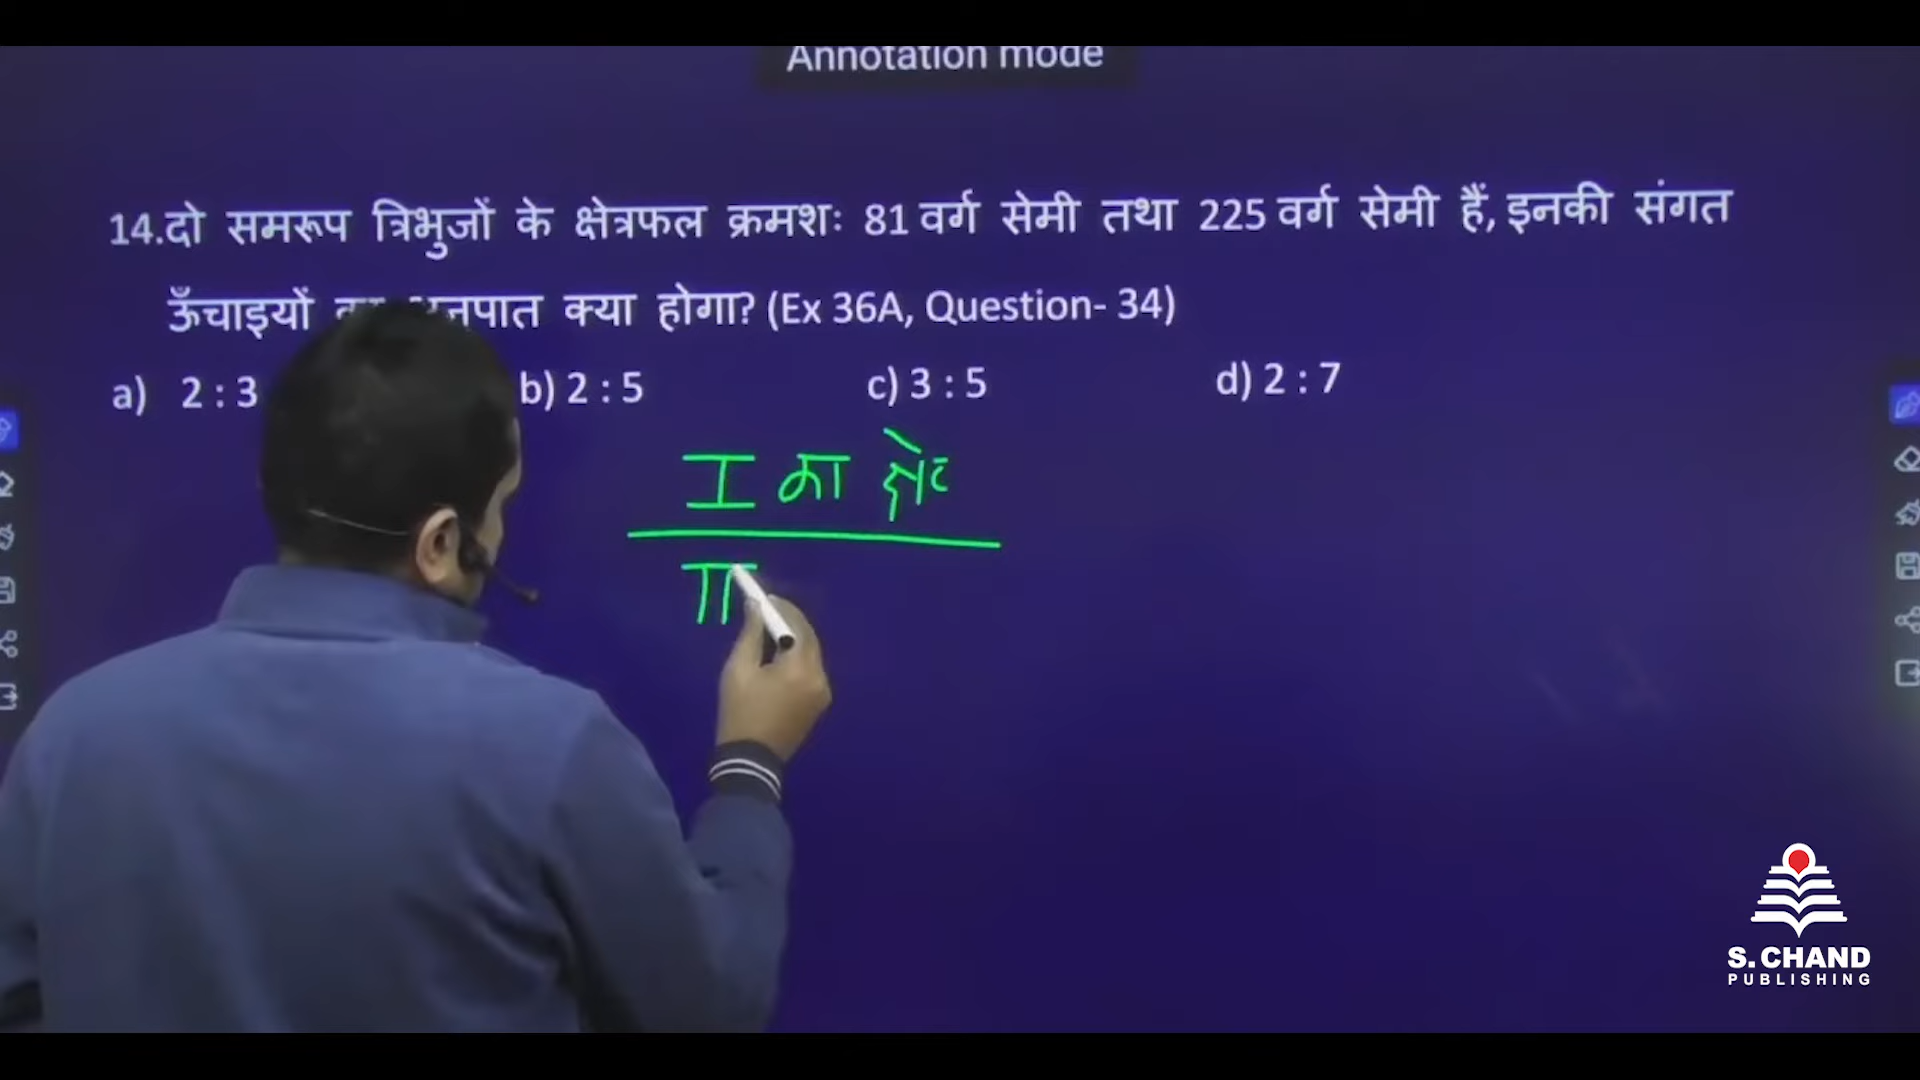 Annotation mode
14.दो समरूप त्रिभुजों के क्षेत्रफल क्रमशः 81 वर्ग सेमी तथा 225 वर्ग सेमी हैं, इनकी संगत
ऊँचाइयों क्या होगा? (Ex 36A, Question- 34)
a) 2 : 3 b) 2 : 5 c) 3 : 5 d) 2 : 7
I का क्षे०
II
S. CHAND
PUBLISHING